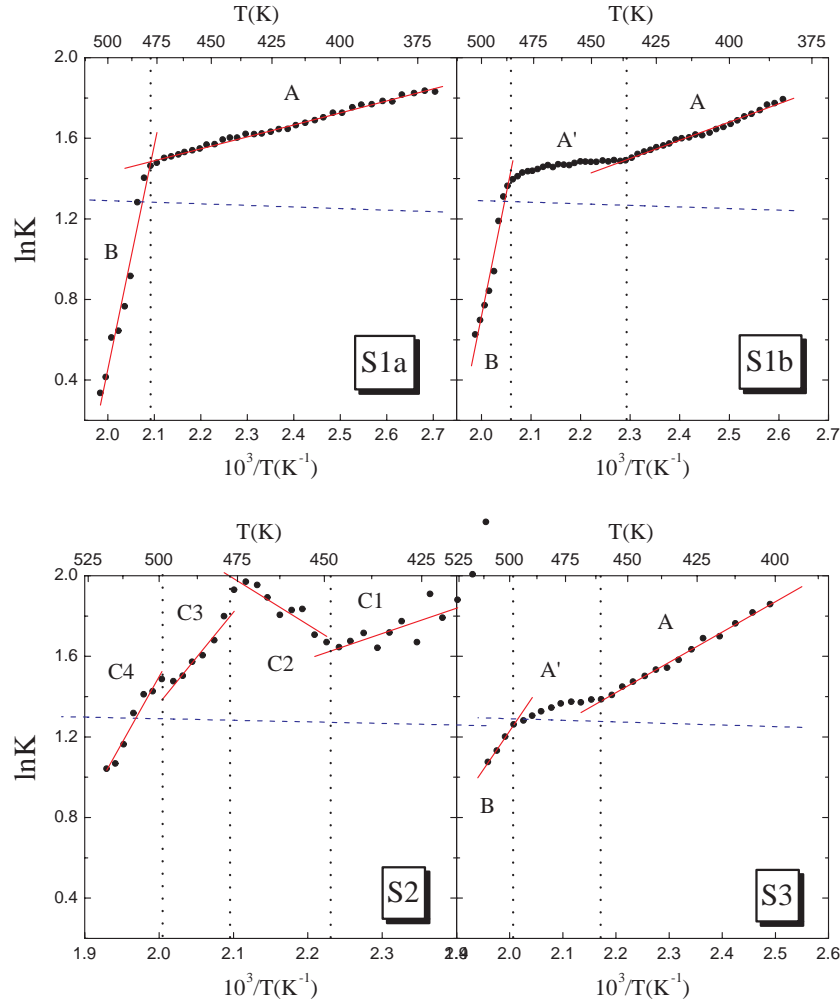 T(K) T(K)
500 475 450 425 400 375 500 475 450 425 400 375
2.0
1.6
1.2
0.8
0.4
lnK
A
B
S1a
A
A'
B
S1b
2.0 2.1 2.2 2.3 2.4 2.5 2.6 2.7 2.0 2.1 2.2 2.3 2.4 2.5 2.6 2.7
10³/T(K⁻¹) 10³/T(K⁻¹)
T(K) T(K)
525 500 475 450 425 525 500 475 450 425 400
2.0
1.6
1.2
0.8
0.4
lnK
C4
C3
C2
C1
S2
A
A'
B
S3
1.9 2.0 2.1 2.2 2.3 2.0 2.1 2.2 2.3 2.4 2.5 2.6
10³/T(K⁻¹) 10³/T(K⁻¹)